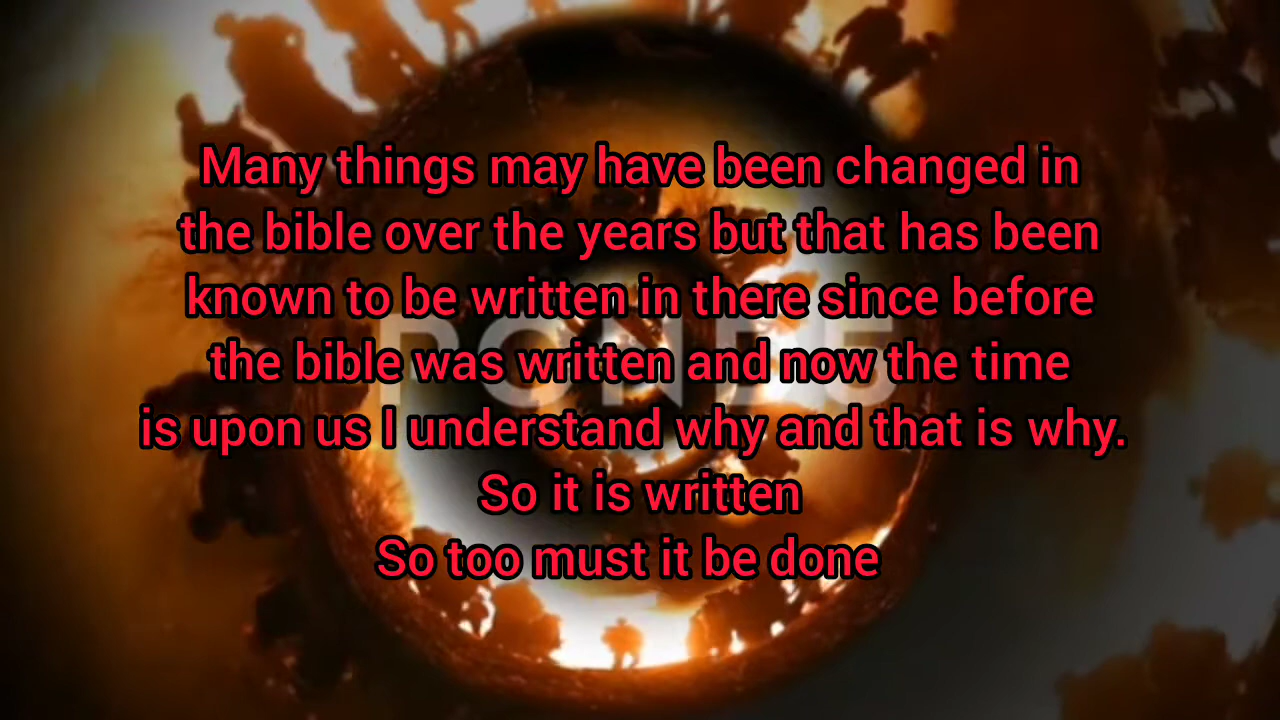 Many things may have been changed in
the bible over the years but that has been
known to be written in there since before
the bible was written and now the time
is upon us I understand why and that is why.
So it is written
So too must it be done